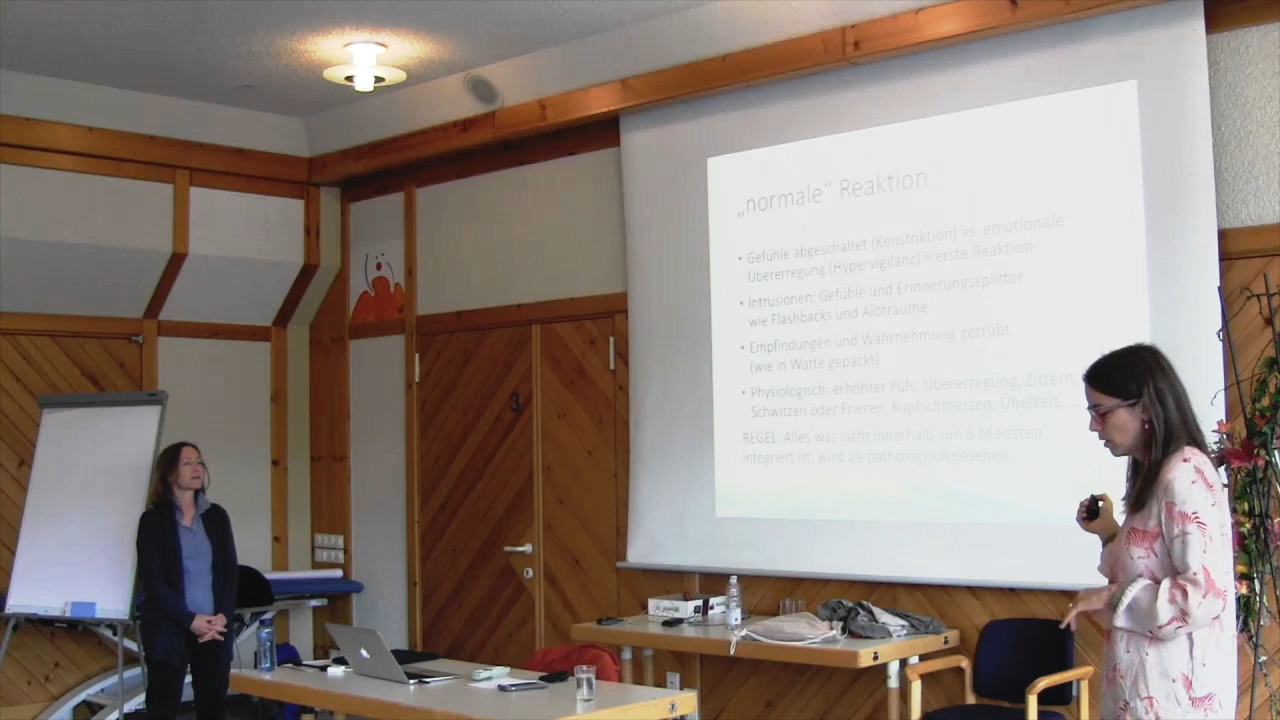 „normale“ Reaktion
• Gefühle abgeschaltet (Konstriktion) vs. emotionale
Übererregung (Hypervigilanz) = erste Reaktion
• Intrusionen: Gefühle und Erinnerungssplitter
wie Flashbacks und Albträume
• Empfindungen und Wahrnehmung getrübt
(wie in Watte gepackt)
• Physiologisch: erhöhter Puls, Übererregung, Zittern,
Schwitzen oder Frieren, Kopfschmerzen, Übelkeit, ...
REGEL: Alles was nicht innerhalb von 6 Monaten
integriert ist, wird als pathologisch gesehen.
3